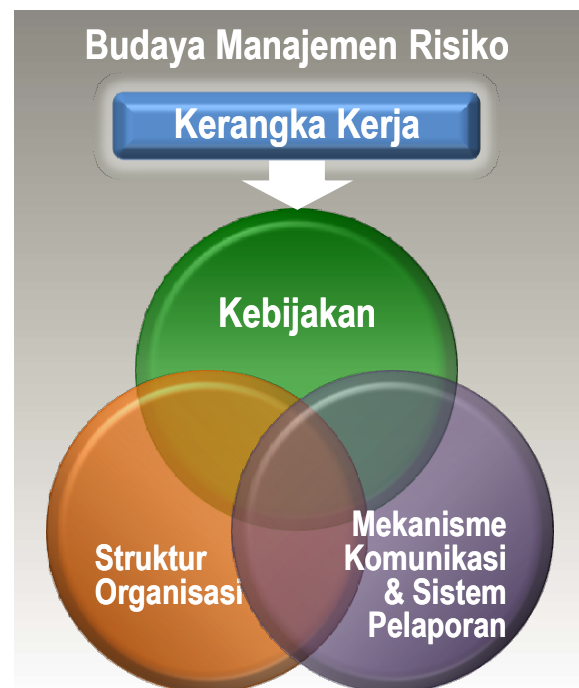 Budaya Manajemen Risiko
Kerangka Kerja
Kebijakan
Struktur
Organisasi
Mekanisme
Komunikasi
& Sistem
Pelaporan